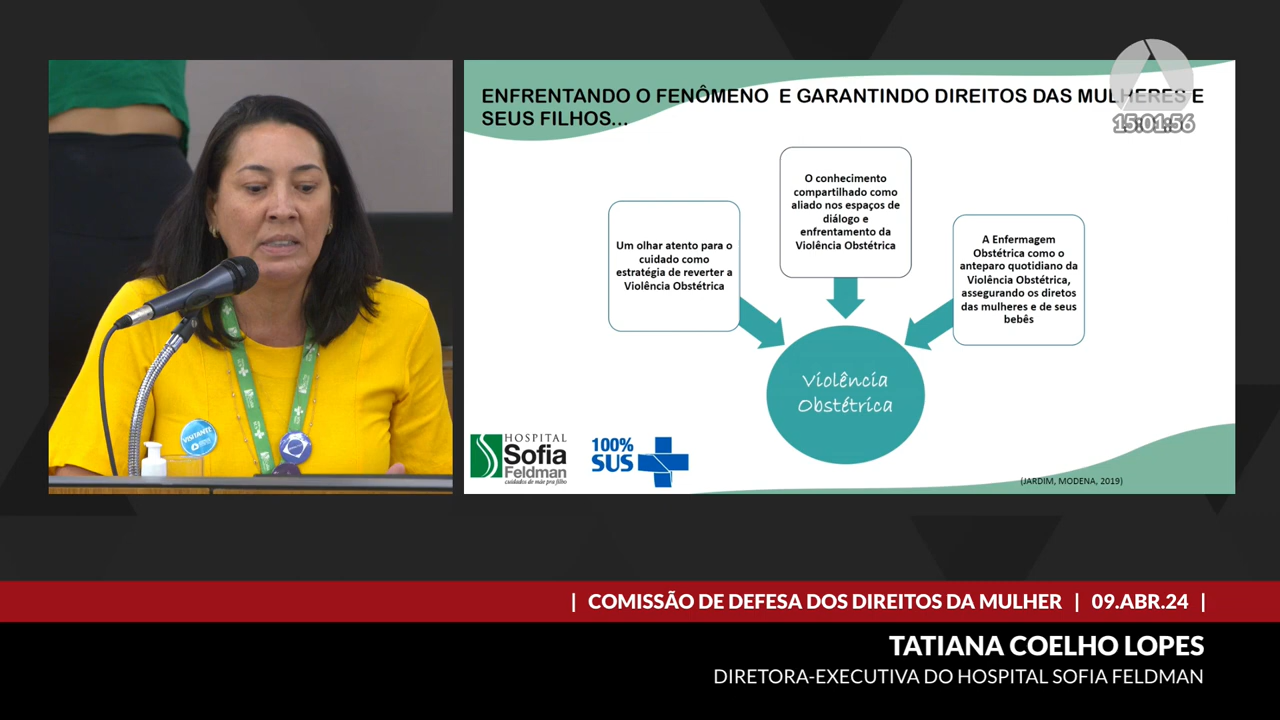 ENFRENTANDO O FENÔMENO E GARANTINDO DIREITOS DAS MULHERES E
SEUS FILHOS...
15:01:56
Um olhar atento para o
cuidado como
estratégia de reverter a
Violência Obstétrica
O conhecimento
compartilhado como
aliado nos espaços de
diálogo e
enfrentamento da
Violência Obstétrica
A Enfermagem
Obstétrica como o
anteparo quotidiano da
Violência Obstétrica,
assegurando os diretos
das mulheres e de seus
bebês
Violência
Obstétrica
HOSPITAL
Sofia
Feldman
cuidados de mãe pra filho
100%
SUS
(JARDIM, MODENA, 2019)
VISITANTE
| COMISSÃO DE DEFESA DOS DIREITOS DA MULHER | 09.ABR.24 |
TATIANA COELHO LOPES
DIRETORA-EXECUTIVA DO HOSPITAL SOFIA FELDMAN